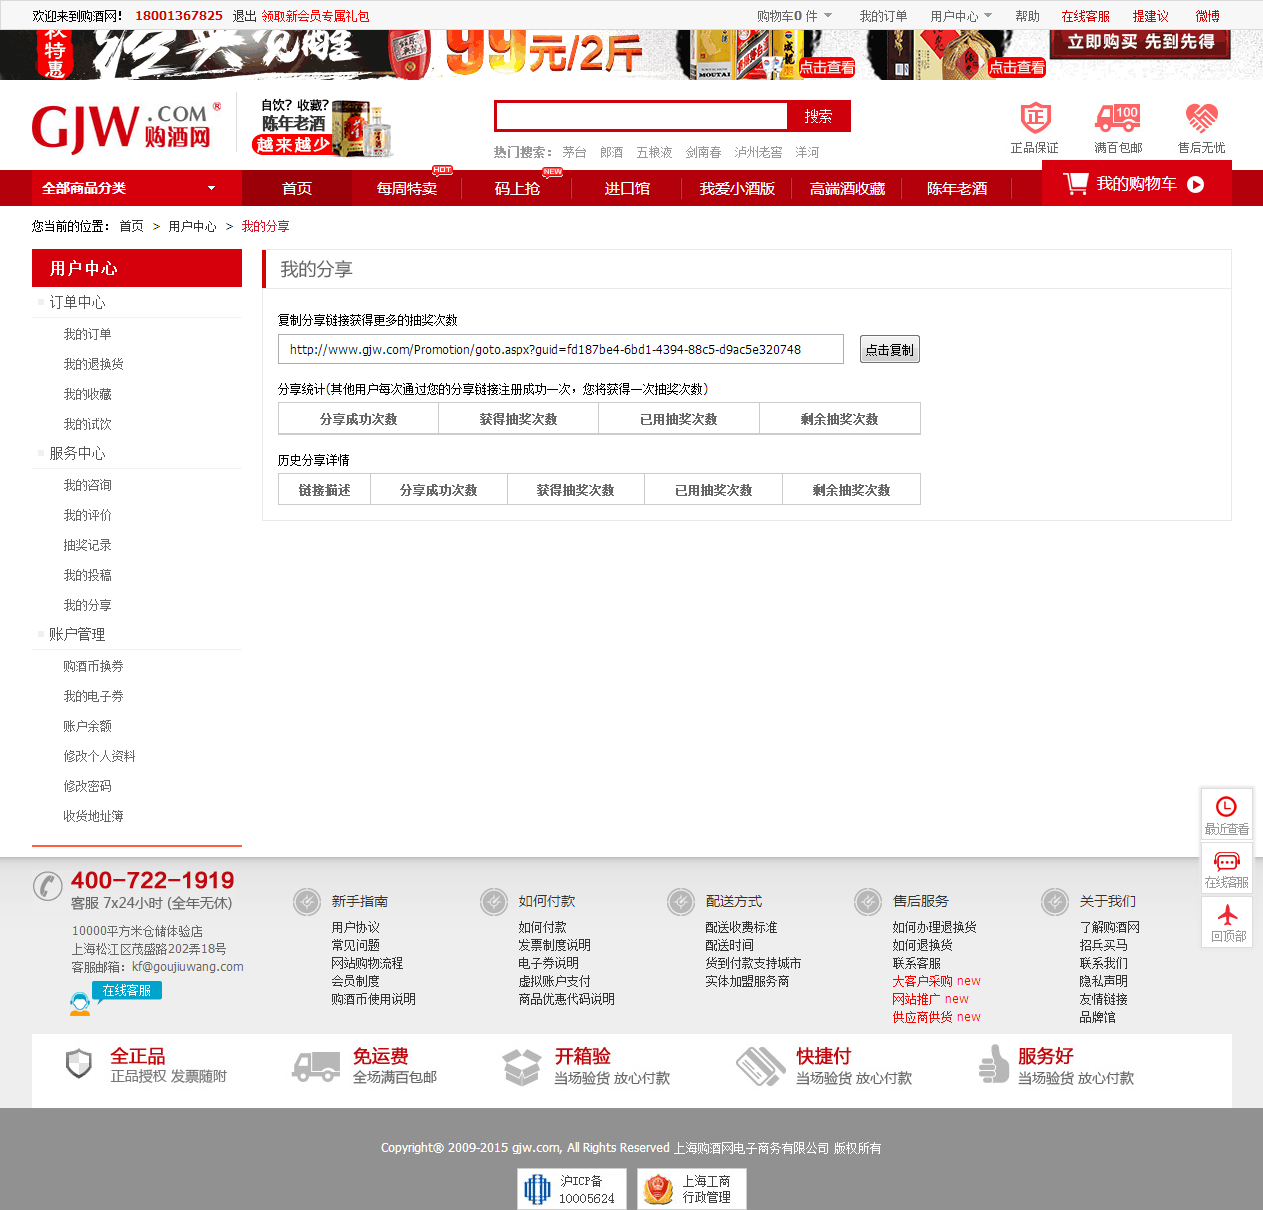 欢迎来到购酒网！ 18001367825 退出 领取新会员专属礼包 购物车0 件 我的订单 用户中心 帮助 在线客服 提建议 微博
特惠 经典觉醒 99元/2斤 MOUTAI 点击查看 点击查看 立即购买 先到先得
GJW.COM® 购酒网
自饮？收藏？
陈年老酒
越来越少
搜索
热门搜索： 茅台 郎酒 五粮液 剑南春 泸州老窖 洋河
正 100
正品保证 满百包邮 售后无忧
HOT NEW
全部商品分类 首页 每周特卖 码上抢 进口馆 我爱小酒版 高端酒收藏 陈年老酒 我的购物车
您当前的位置： 首页 > 用户中心 > 我的分享
用户中心
订单中心
我的订单
我的退换货
我的收藏
我的试饮
服务中心
我的咨询
我的评价
抽奖记录
我的投稿
我的分享
账户管理
购酒币换券
我的电子券
账户余额
修改个人资料
修改密码
收货地址簿
我的分享
复制分享链接获得更多的抽奖次数
http://www.gjw.com/Promotion/goto.aspx?guid=fd187be4-6bd1-4394-88c5-d9ac5e320748 点击复制
分享统计(其他用户每次通过您的分享链接注册成功一次，您将获得一次抽奖次数)
分享成功次数 获得抽奖次数 已用抽奖次数 剩余抽奖次数
历史分享详情
链接描述 分享成功次数 获得抽奖次数 已用抽奖次数 剩余抽奖次数
最近查看
在线客服
回顶部
400-722-1919
客服 7x24小时 (全年无休)
10000平方米仓储体验店
上海松江区茂盛路202弄18号
客服邮箱：kf@goujiuwang.com
在线客服
新手指南
用户协议
常见问题
网站购物流程
会员制度
购酒币使用说明
如何付款
如何付款
发票制度说明
电子券说明
虚拟账户支付
商品优惠代码说明
配送方式
配送收费标准
配送时间
货到付款支持城市
实体加盟服务商
售后服务
如何办理退换货
如何退换货
联系客服
大客户采购 new
网站推广 new
供应商供货 new
关于我们
了解购酒网
招兵买马
联系我们
隐私声明
友情链接
品牌馆
全正品
正品授权 发票随附
免运费
全场满百包邮
开箱验
当场验货 放心付款
快捷付
当场验货 放心付款
服务好
当场验货 放心付款
Copyright® 2009-2015 gjw.com, All Rights Reserved 上海购酒网电子商务有限公司 版权所有
沪ICP备
10005624
上海工商
行政管理